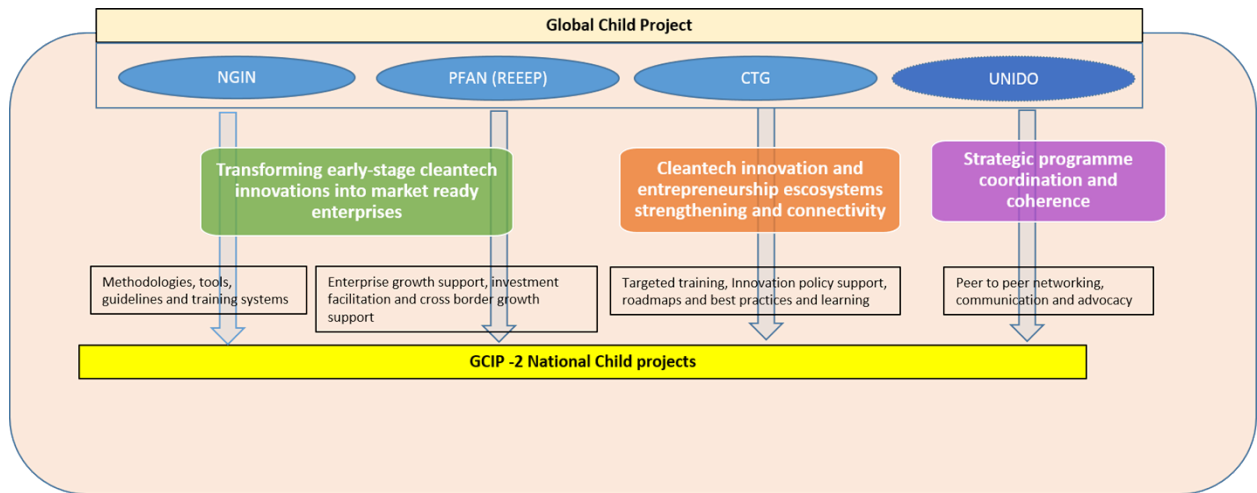 Global Child Project
NGIN
PFAN (REEEP)
CTG
UNIDO
Transforming early-stage cleantech
innovations into market ready
enterprises
Cleantech innovation and
entrepreneurship escosystems
strengthening and connectivity
Strategic programme
coordination and
coherence
Methodologies, tools,
guidelines and training systems
Enterprise growth support, investment
facilitation and cross border growth
support
Targeted training, Innovation policy support,
roadmaps and best practices and learning
Peer to peer networking,
communication and advocacy
GCIP -2 National Child projects